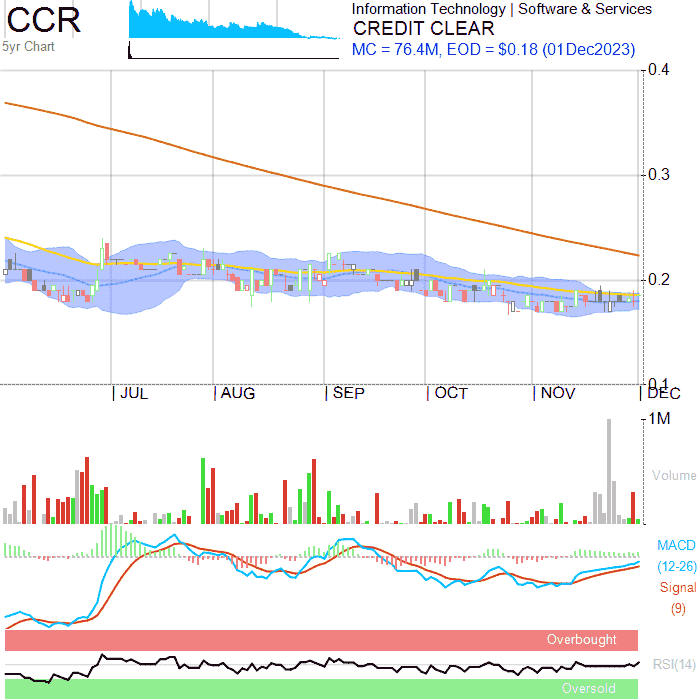 CCR
5yr Chart
Information Technology | Software & Services
CREDIT CLEAR
MC = 76.4M, EOD = $0.18 (01Dec2023)
0.4
0.3
0.2
0.1
JUL AUG SEP OCT NOV DEC
1M
Volume
MACD
(12-26)
Signal
(9)
Overbought
RSI(14)
Oversold